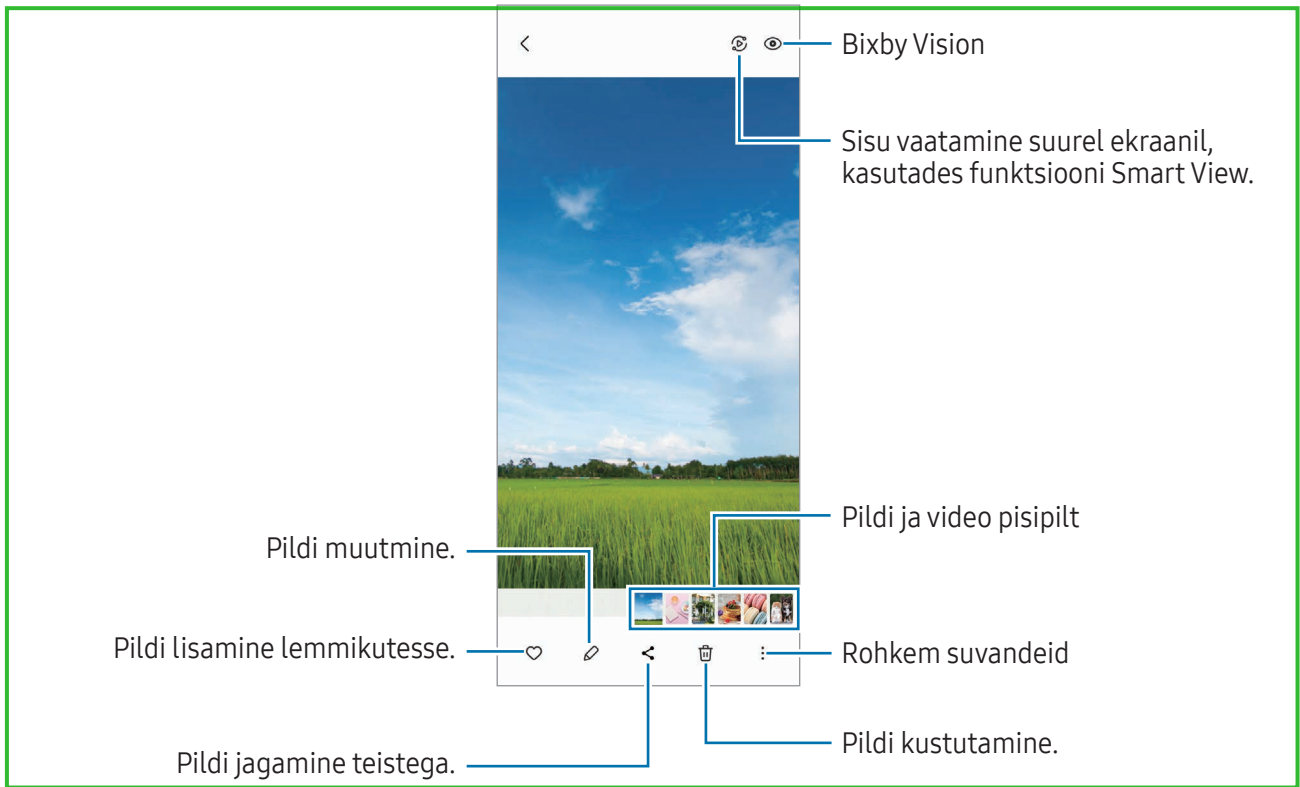 Bixby Vision
Sisu vaatamine suurel ekraanil,
kasutades funktsiooni Smart View.
Pildi ja video pisipilt
Pildi muutmine.
Pildi lisamine lemmikutesse.
Rohkem suvandeid
Pildi kustutamine.
Pildi jagamine teistega.